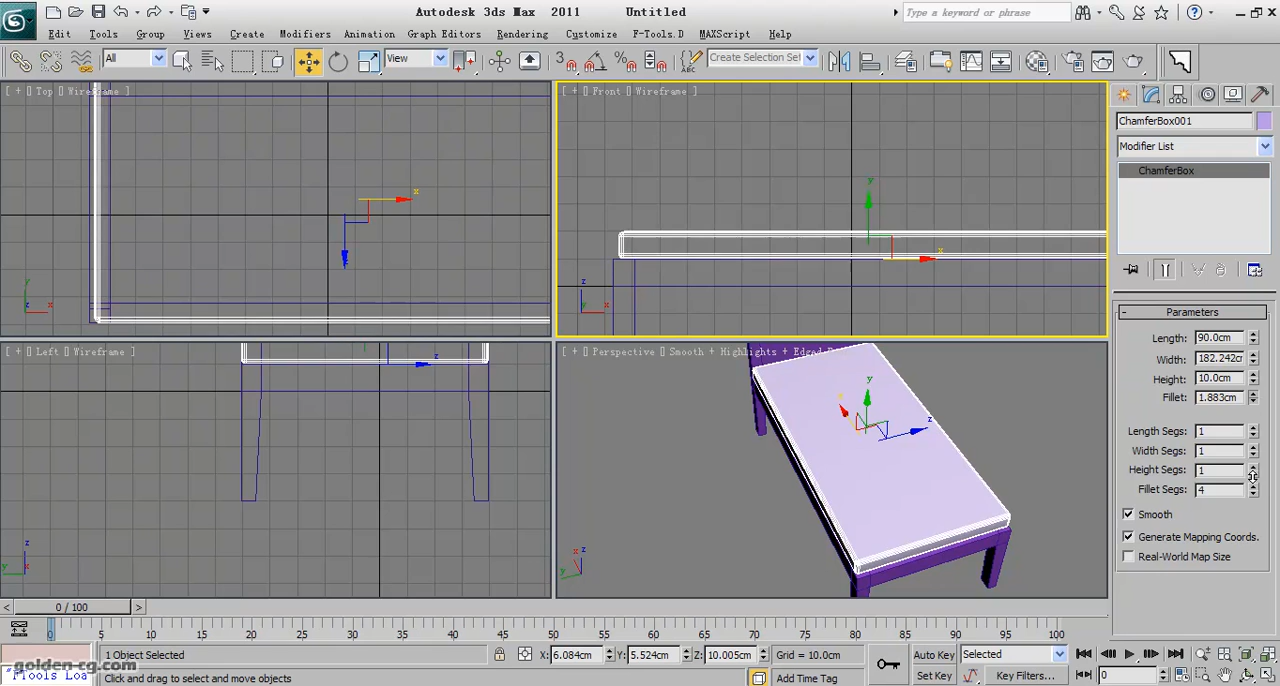 Autodesk 3ds Max 2011 Untitled
Type a keyword or phrase
Edit Tools Group Views Create Modifiers Animation Graph Editors Rendering Customize F-Tools.D MAXScript Help
All
View
3
Create Selection Set
[ + [] Top [] Wireframe ]
[ + [] Front [] Wireframe ]
ChamferBox001
Modifier List
ChamferBox
x
y
x
y
x
y
z
x
[ + [] Left [] Wireframe ]
z
z
y
[ + [] Perspective [] Smooth + Highlights + Edged
y
z
x
z
y
- Parameters
Length: 90.0cm
Width: 182.242cr
Height: 10.0cm
Fillet: 1.883cm
Length Segs: 1
Width Segs: 1
Height Segs: 1
Fillet Segs: 4
Smooth
Generate Mapping Coords.
Real-World Map Size
< 0 / 100 >
0 5 10 15 20 25 30 35 40 45 50 55 60 65 70 75 80 85 90 95 100
1 Object Selected
X: 6.084cm Y: 5.524cm Z: 10.005cm Grid = 10.0cm
Auto Key Selected
golden-cg.com
"FTools Loa
Click and drag to select and move objects
Add Time Tag
Set Key Key Filters...
0